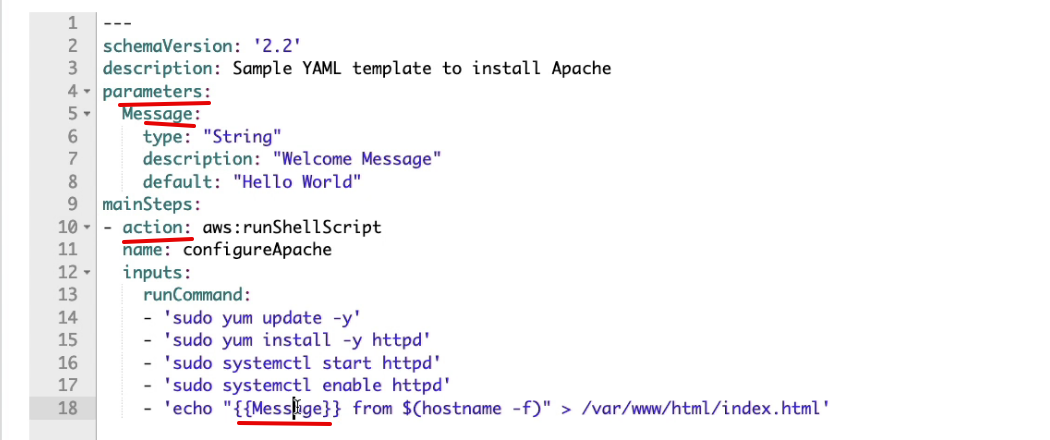 1 ---
2 schemaVersion: '2.2'
3 description: Sample YAML template to install Apache
4 parameters:
5 Message:
6 type: "String"
7 description: "Welcome Message"
8 default: "Hello World"
9 mainSteps:
10 - action: aws:runShellScript
11 name: configureApache
12 inputs:
13 runCommand:
14 - 'sudo yum update -y'
15 - 'sudo yum install -y httpd'
16 - 'sudo systemctl start httpd'
17 - 'sudo systemctl enable httpd'
18 - 'echo "{{Message}} from $(hostname -f)" > /var/www/html/index.html'